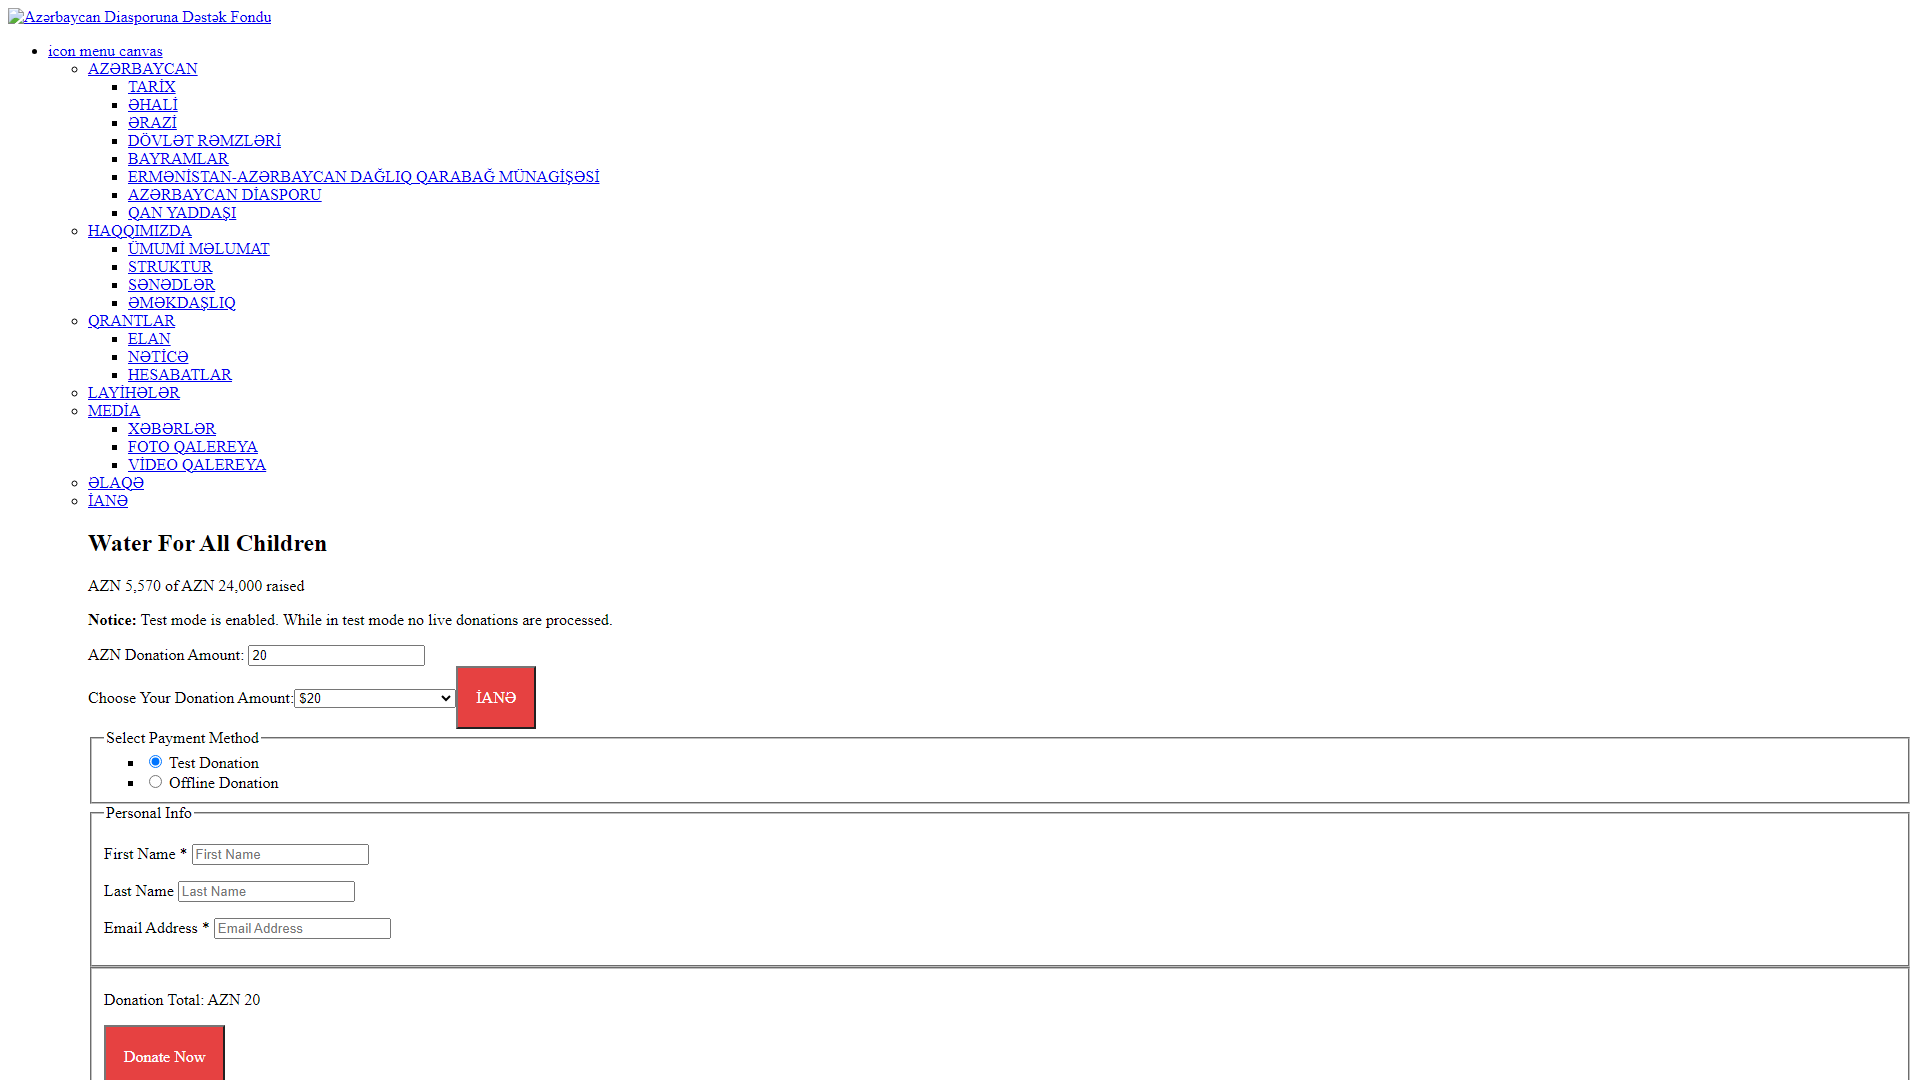 Azərbaycan Diasporuna Dəstək Fondu
icon menu canvas
AZƏRBAYCAN
TARİX
ƏHALİ
ƏRAZİ
DÖVLƏT RƏMZLƏRİ
BAYRAMLAR
ERMƏNİSTAN-AZƏRBAYCAN DAĞLIQ QARABAĞ MÜNAGİŞƏSİ
AZƏRBAYCAN DİASPORU
QAN YADDAŞI
HAQQIMIZDA
ÜMUMİ MƏLUMAT
STRUKTUR
SƏNƏDLƏR
ƏMƏKDAŞLIQ
QRANTLAR
ELAN
NƏTİCƏ
HESABATLAR
LAYİHƏLƏR
MEDİA
XƏBƏRLƏR
FOTO QALEREYA
VİDEO QALEREYA
ƏLAQƏ
İANƏ
Water For All Children
AZN 5,570 of AZN 24,000 raised
Notice: Test mode is enabled. While in test mode no live donations are processed.
AZN Donation Amount: 20
Choose Your Donation Amount: $20 İANƏ
Select Payment Method
Test Donation
Offline Donation
Personal Info
First Name * First Name
Last Name Last Name
Email Address * Email Address
Donation Total: AZN 20
Donate Now